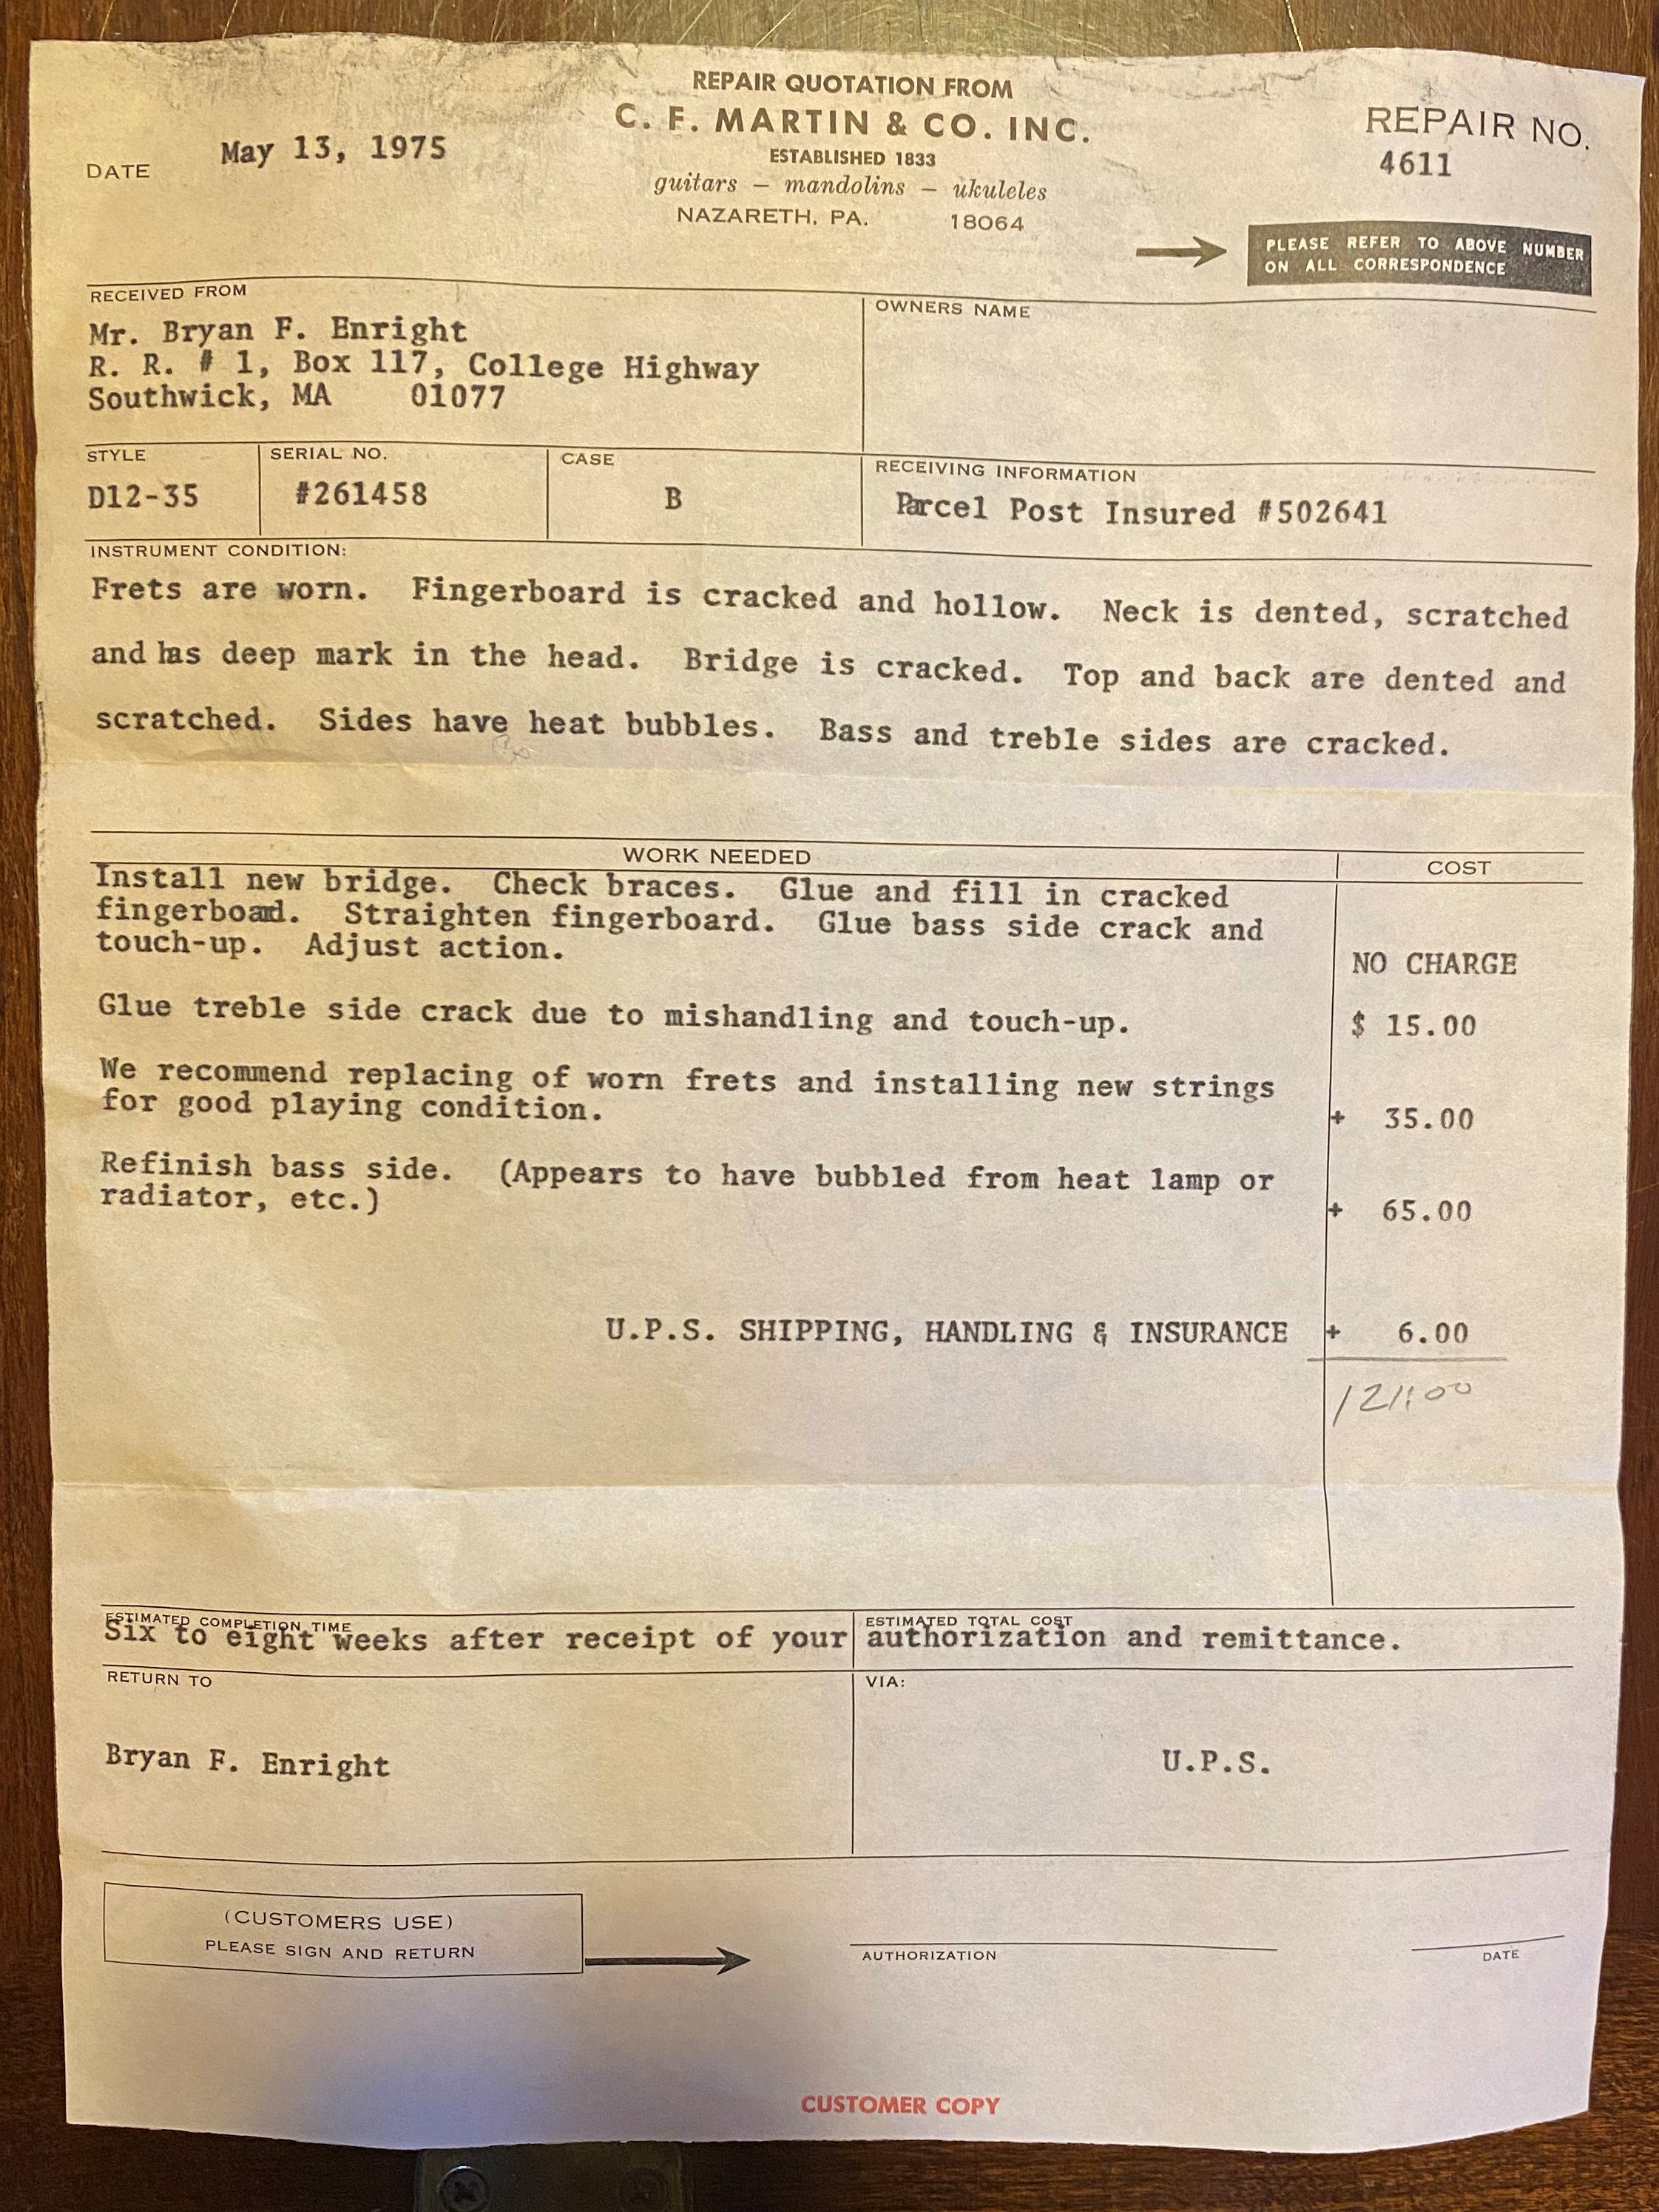 REPAIR QUOTATION FROM
C. F. MARTIN & CO. INC.
ESTABLISHED 1833
guitars – mandolins – ukuleles
NAZARETH, PA. 18064
DATE May 13, 1975
REPAIR NO.
4611
PLEASE REFER TO ABOVE NUMBER
ON ALL CORRESPONDENCE
RECEIVED FROM
Mr. Bryan F. Enright
R. R. # 1, Box 117, College Highway
Southwick, MA 01077
OWNERS NAME
STYLE
D12-35
SERIAL NO.
#261458
CASE
B
RECEIVING INFORMATION
Parcel Post Insured #502641
INSTRUMENT CONDITION:
Frets are worn. Fingerboard is cracked and hollow. Neck is dented, scratched
and has deep mark in the head. Bridge is cracked. Top and back are dented and
scratched. Sides have heat bubbles. Bass and treble sides are cracked.
WORK NEEDED COST
Install new bridge. Check braces. Glue and fill in cracked
fingerboard. Straighten fingerboard. Glue bass side crack and
touch-up. Adjust action. NO CHARGE
Glue treble side crack due to mishandling and touch-up. $ 15.00
We recommend replacing of worn frets and installing new strings
for good playing condition. + 35.00
Refinish bass side. (Appears to have bubbled from heat lamp or
radiator, etc.) + 65.00
U.P.S. SHIPPING, HANDLING & INSURANCE + 6.00
121.00
ESTIMATED COMPLETION TIME ESTIMATED TOTAL COST
Six to eight weeks after receipt of your authorization and remittance.
RETURN TO
Bryan F. Enright
VIA:
U.P.S.
(CUSTOMERS USE)
PLEASE SIGN AND RETURN
AUTHORIZATION DATE
CUSTOMER COPY